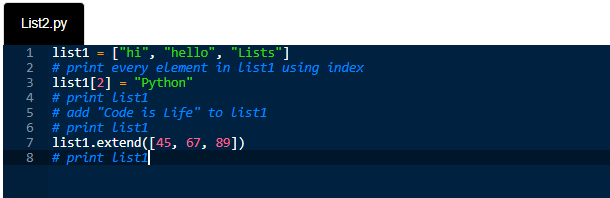 List2.py
1 list1 = ["hi", "hello", "Lists"]
2 # print every element in list1 using index
3 list1[2] = "Python"
4 # print list1
5 # add "Code is Life" to list1
6 # print list1
7 list1.extend([45, 67, 89])
8 # print list1